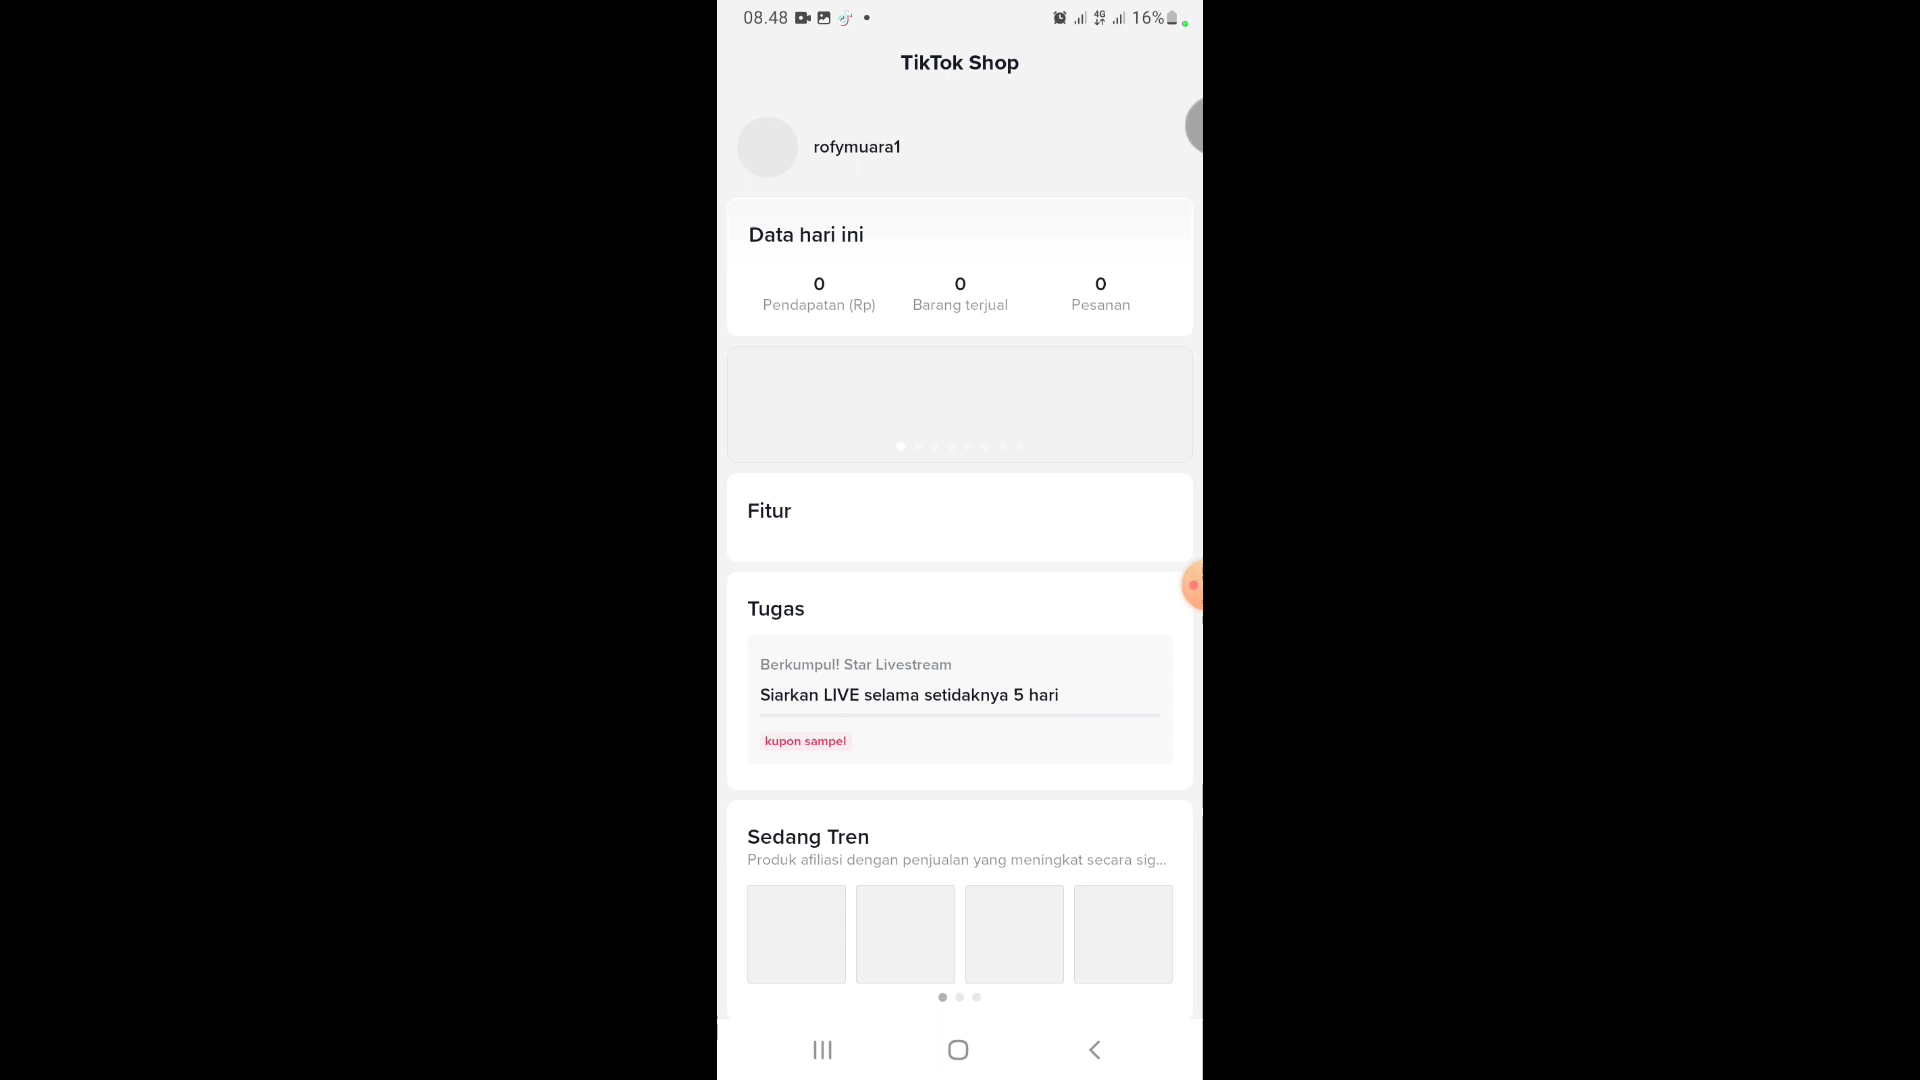 08.48
4G
16%
TikTok Shop
rofymuara1
Data hari ini
0
0
0
Pendapatan (Rp)
Barang terjual
Pesanan
Fitur
Tugas
Berkumpul! Star Livestream
Siarkan LIVE selama setidaknya 5 hari
kupon sampel
Sedang Tren
Produk afiliasi dengan penjualan yang meningkat secara sig...